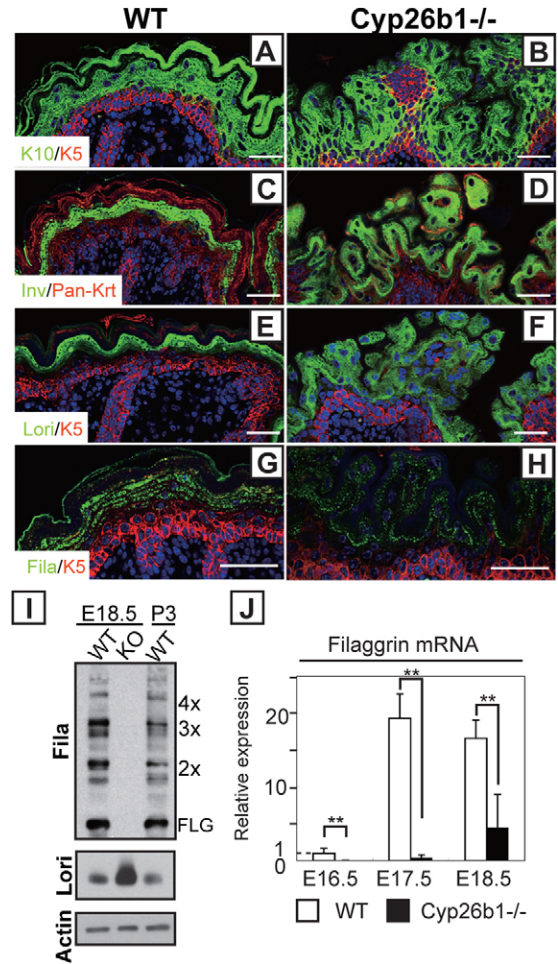 WT Cyp26b1-/-
A B
K10/K5
C D
Inv/Pan-Krt
E F
Lori/K5
G H
Fila/K5
I J
E18.5 P3
WT KO WT
Fila
4x
3x
2x
FLG
Lori
Actin
Filaggrin mRNA
Relative expression
20
10
1
0
** ** **
E16.5 E17.5 E18.5
WT Cyp26b1-/-